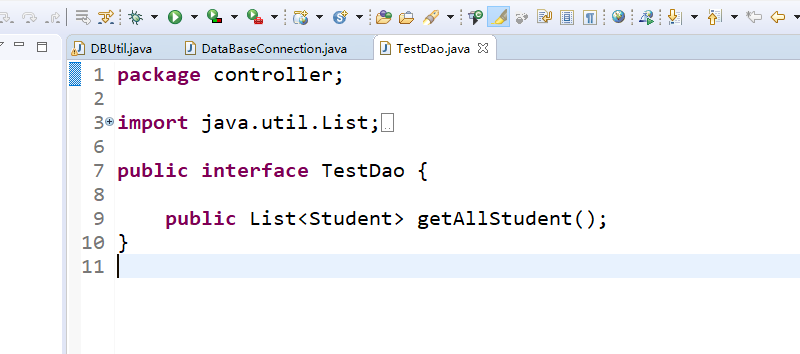 DBUtil.java DataBaseConnection.java TestDao.java
1 package controller;
2
3 import java.util.List;
6
7 public interface TestDao {
8
9 public List<Student> getAllStudent();
10 }
11